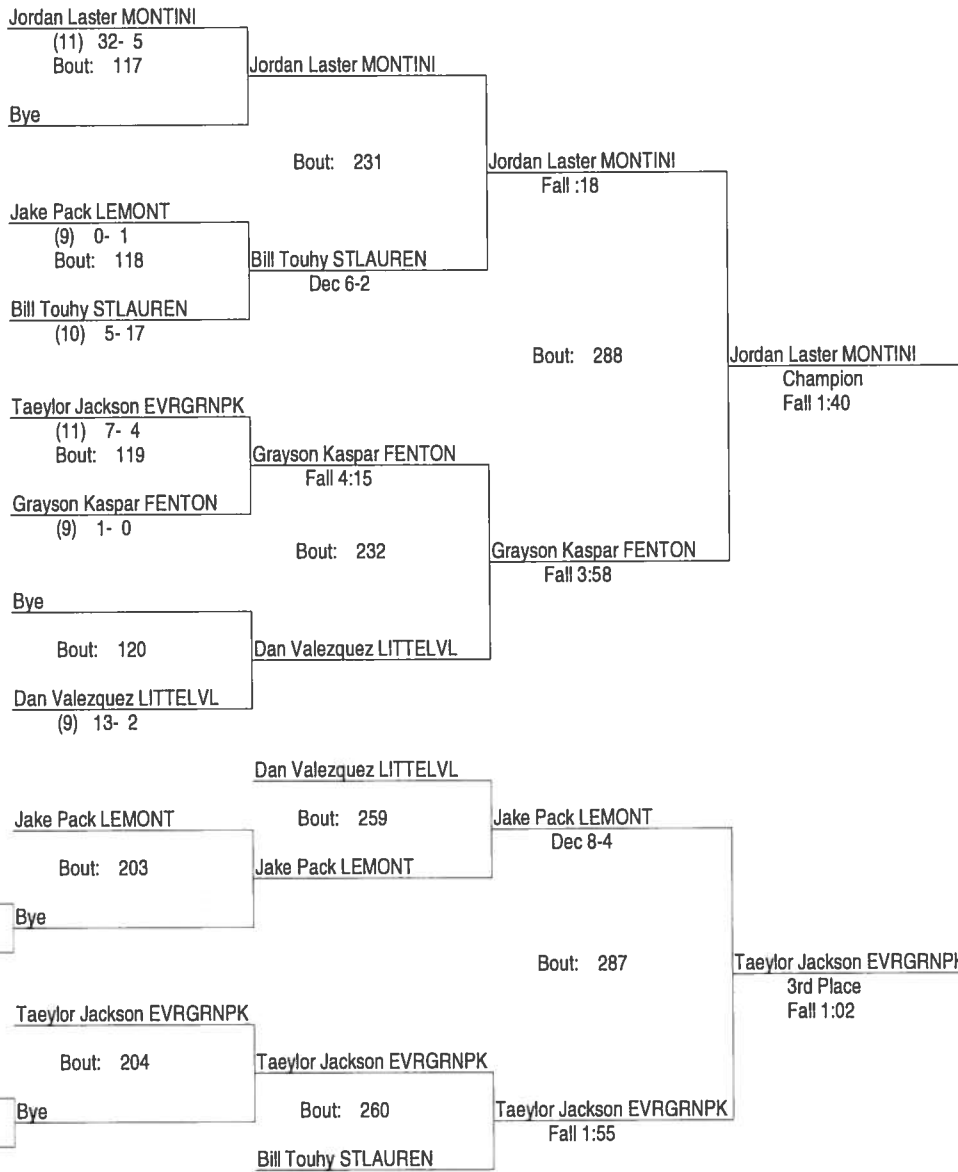 Jordan Laster MONTINI
(11) 32- 5
Bout: 117
Jordan Laster MONTINI
Bye
Bout: 231
Jordan Laster MONTINI
Fall :18
Jake Pack LEMONT
(9) 0- 1
Bout: 118
Bill Touhy STLAUREN
Dec 6-2
Bill Touhy STLAUREN
(10) 5- 17
Bout: 288
Jordan Laster MONTINI
Champion
Fall 1:40
Taeylor Jackson EVRGRNPK
(11) 7- 4
Bout: 119
Grayson Kaspar FENTON
Fall 4:15
Grayson Kaspar FENTON
(9) 1- 0
Bout: 232
Grayson Kaspar FENTON
Fall 3:58
Bye
Bout: 120
Dan Valezquez LITTELVL
Dan Valezquez LITTELVL
(9) 13- 2
Dan Valezquez LITTELVL
Jake Pack LEMONT
Bout: 259
Jake Pack LEMONT
Dec 8-4
Bout: 203
Jake Pack LEMONT
Bye
Bout: 287
Taeylor Jackson EVRGRNPK
3rd Place
Fall 1:02
Taeylor Jackson EVRGRNPK
Bout: 204
Taeylor Jackson EVRGRNPK
Bye
Bout: 260
Taeylor Jackson EVRGRNPK
Fall 1:55
Bill Touhy STLAUREN